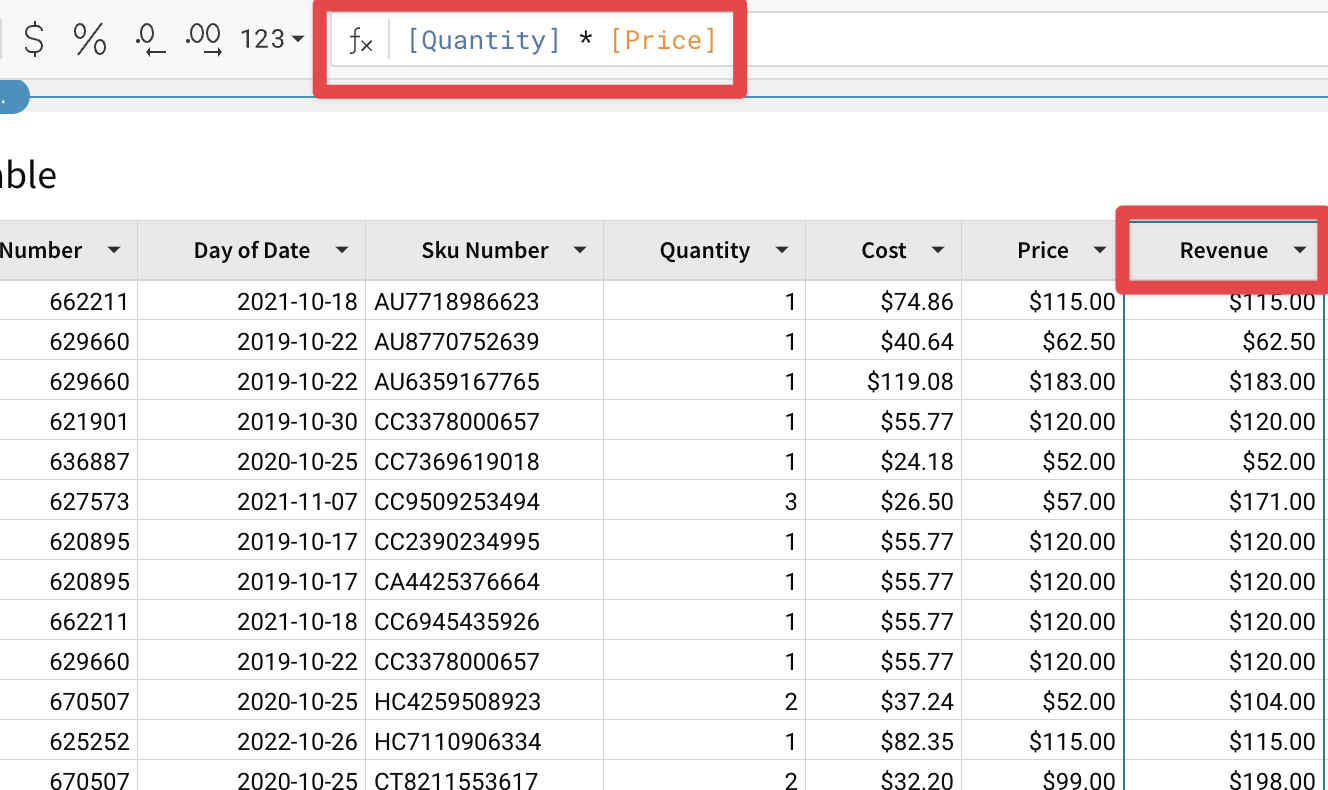 $ % .0 .00 123 fx [Quantity] * [Price]
able
Number Day of Date Sku Number Quantity Cost Price Revenue
662211 2021-10-18 AU7718986623 1 $74.86 $115.00 $115.00
629660 2019-10-22 AU8770752639 1 $40.64 $62.50 $62.50
629660 2019-10-22 AU6359167765 1 $119.08 $183.00 $183.00
621901 2019-10-30 CC3378000657 1 $55.77 $120.00 $120.00
636887 2020-10-25 CC7369619018 1 $24.18 $52.00 $52.00
627573 2021-11-07 CC9509253494 3 $26.50 $57.00 $171.00
620895 2019-10-17 CC2390234995 1 $55.77 $120.00 $120.00
620895 2019-10-17 CA4425376664 1 $55.77 $120.00 $120.00
662211 2021-10-18 CC6945435926 1 $55.77 $120.00 $120.00
629660 2019-10-22 CC3378000657 1 $55.77 $120.00 $120.00
670507 2020-10-25 HC4259508923 2 $37.24 $52.00 $104.00
625252 2022-10-26 HC7110906334 1 $82.35 $115.00 $115.00
670507 2020-10-25 CT8211553617 2 $32.20 $99.00 $198.00